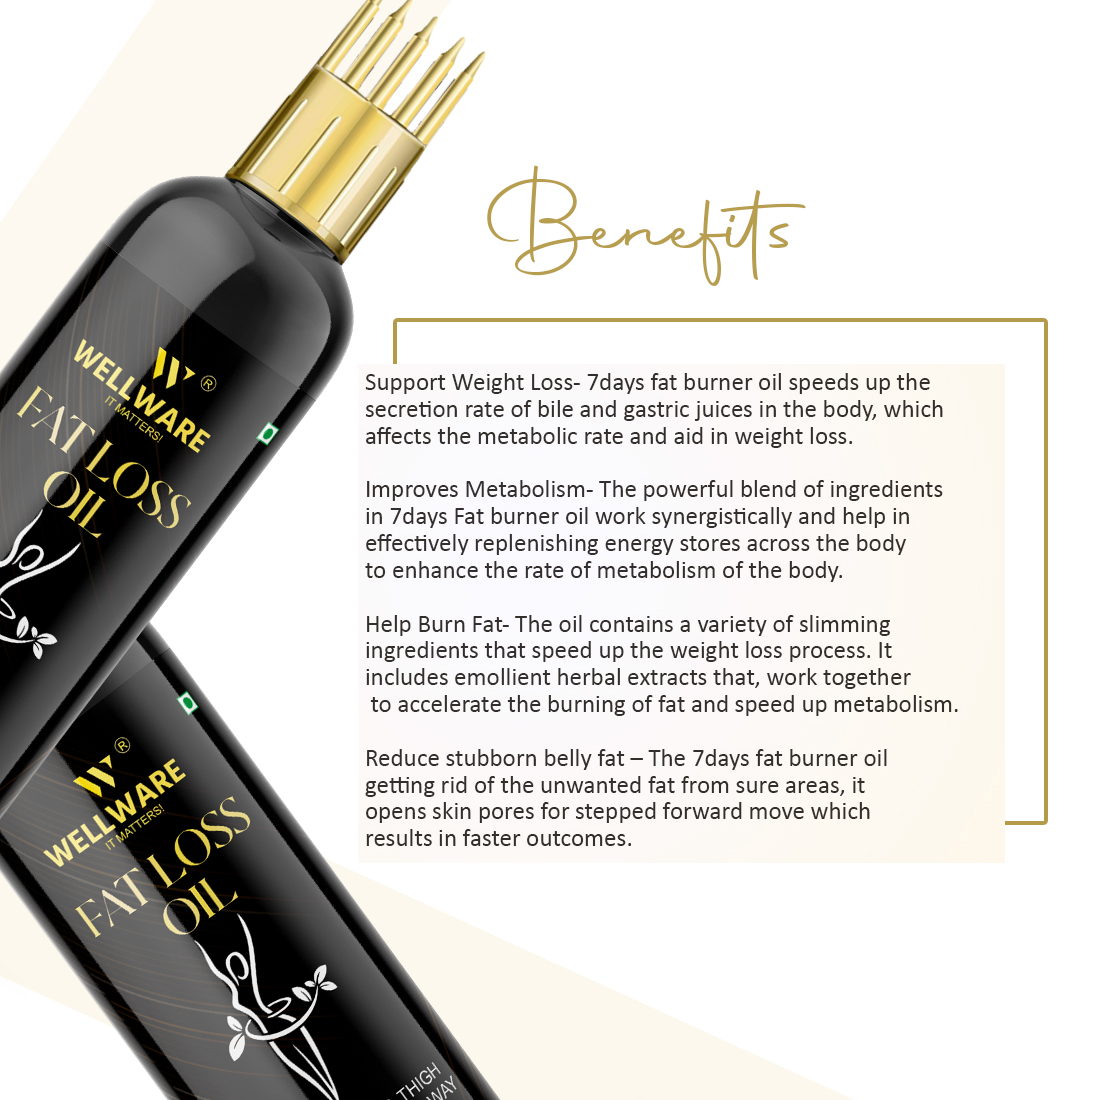 Benefits
Support Weight Loss- 7days fat burner oil speeds up the
secretion rate of bile and gastric juices in the body, which
affects the metabolic rate and aid in weight loss.
Improves Metabolism- The powerful blend of ingredients
in 7days Fat burner oil work synergistically and help in
effectively replenishing energy stores across the body
to enhance the rate of metabolism of the body.
Help Burn Fat- The oil contains a variety of slimming
ingredients that speed up the weight loss process. It
includes emollient herbal extracts that, work together
to accelerate the burning of fat and speed up metabolism.
Reduce stubborn belly fat – The 7days fat burner oil
getting rid of the unwanted fat from sure areas, it
opens skin pores for stepped forward move which
results in faster outcomes.
W ®
WELLWARE
IT MATTERS!
FAT LOSS
OIL
W ®
WELLWARE
IT MATTERS!
FAT LOSS
OIL
THIGH
WAY